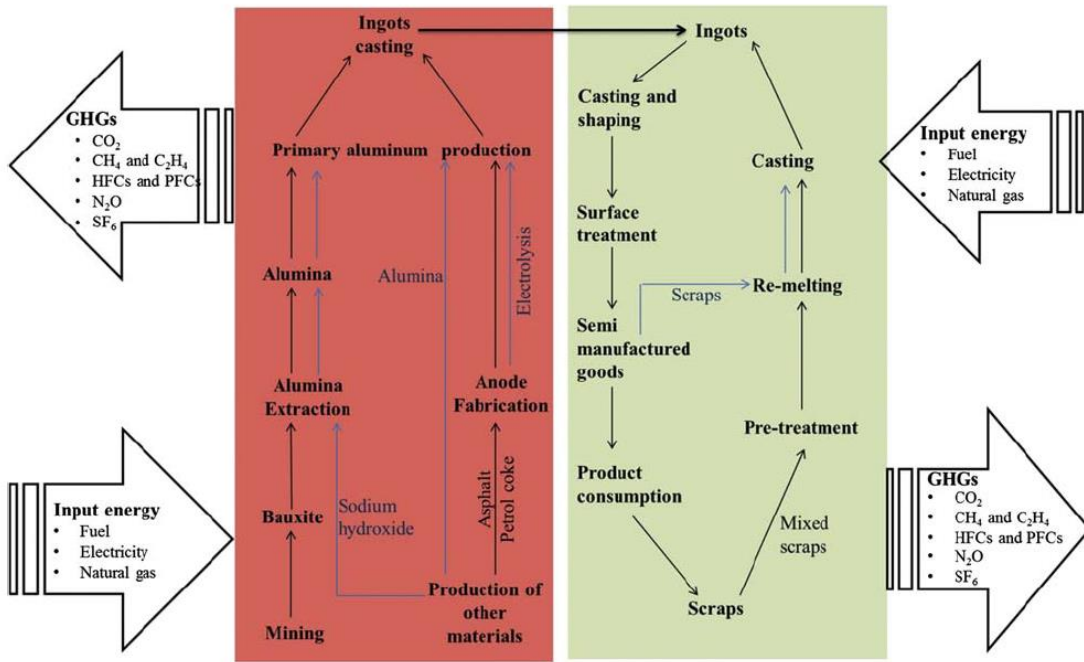 GHGs
• CO₂
• CH₄ and C₂H₄
• HFCs and PFCs
• N₂O
• SF₆
Input energy
• Fuel
• Electricity
• Natural gas
Ingots
casting
Primary aluminum production
Alumina
Alumina
Electrolysis
Alumina
Extraction
Anode
Fabrication
Bauxite
Sodium
hydroxide
Asphalt
Petrol coke
Mining
Production of
other
materials
Ingots
Casting and
shaping
Casting
Surface
treatment
Scraps
Re-melting
Semi
manufactured
goods
Pre-treatment
Product
consumption
Mixed
scraps
Scraps
Input energy
• Fuel
• Electricity
• Natural gas
GHGs
• CO₂
• CH₄ and C₂H₄
• HFCs and PFCs
• N₂O
• SF₆